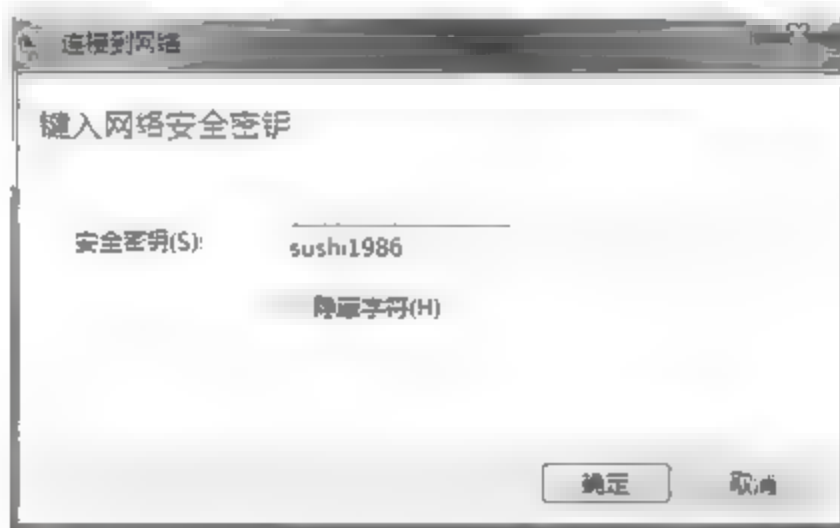 连接到网络
键入网络安全密钥
安全密钥(S):
sushi1986
隐藏字符(H)
确定
取消